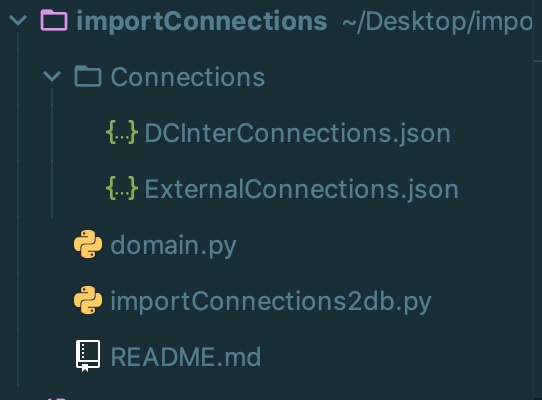 importConnections ~/Desktop/impo
Connections
{...} DCInterConnections.json
{...} ExternalConnections.json
domain.py
importConnections2db.py
README.md